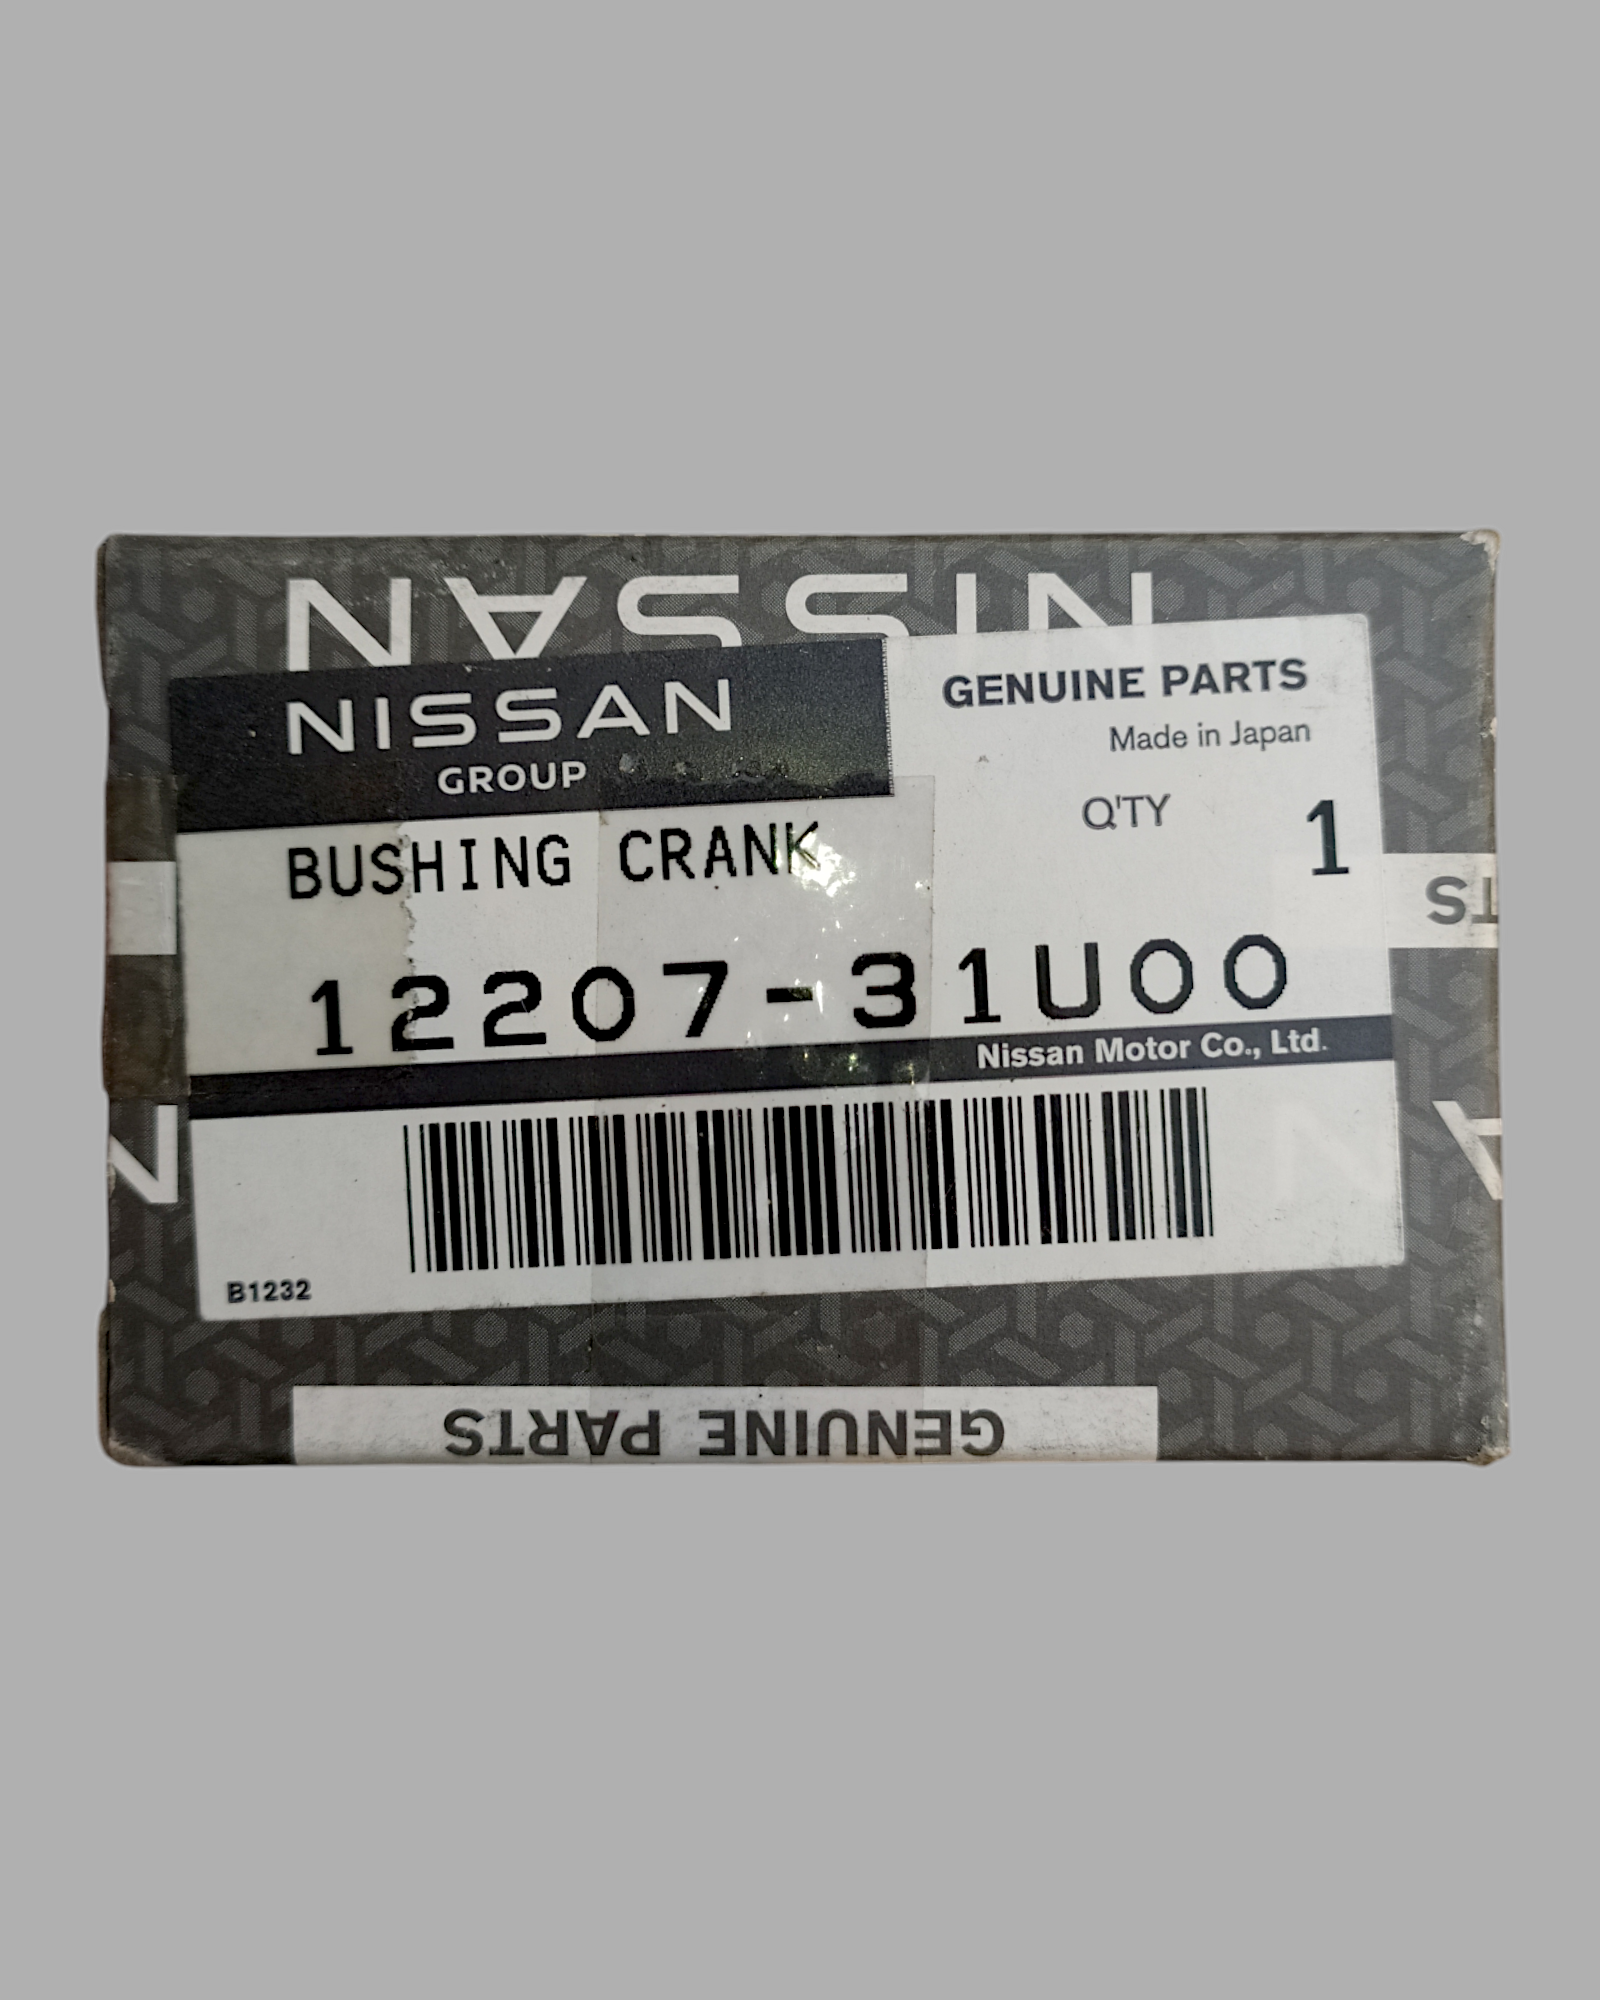 NISSAN
NISSAN
GROUP
GENUINE PARTS
Made in Japan
Q'TY 1
BUSHING CRANK
12207-31U00
Nissan Motor Co., Ltd.
B1232
GENUINE PARTS